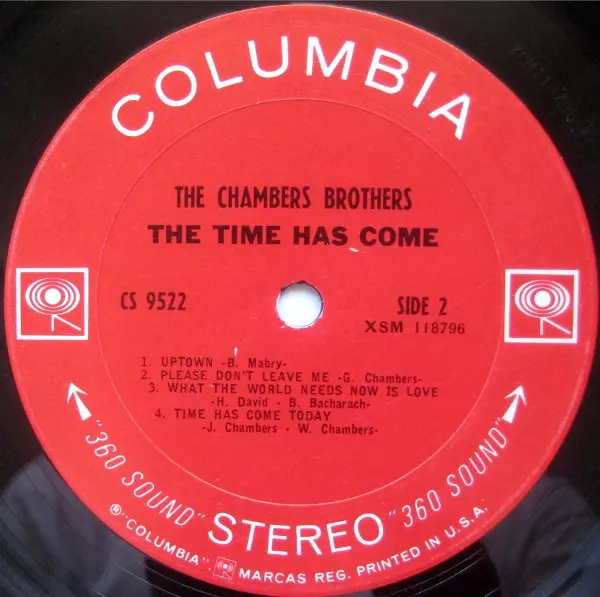 COLUMBIA
THE CHAMBERS BROTHERS
THE TIME HAS COME
CS 9522
SIDE 2
XSM 118796
1. UPTOWN -B. Mabry-
2. PLEASE DON'T LEAVE ME -G. Chambers-
3. WHAT THE WORLD NEEDS NOW IS LOVE
-H. David - B. Bacharach-
4. TIME HAS COME TODAY
-J. Chambers - W. Chambers-
"360 SOUND" STEREO "360 SOUND"
®"COLUMBIA", MARCAS REG. PRINTED IN U.S.A.